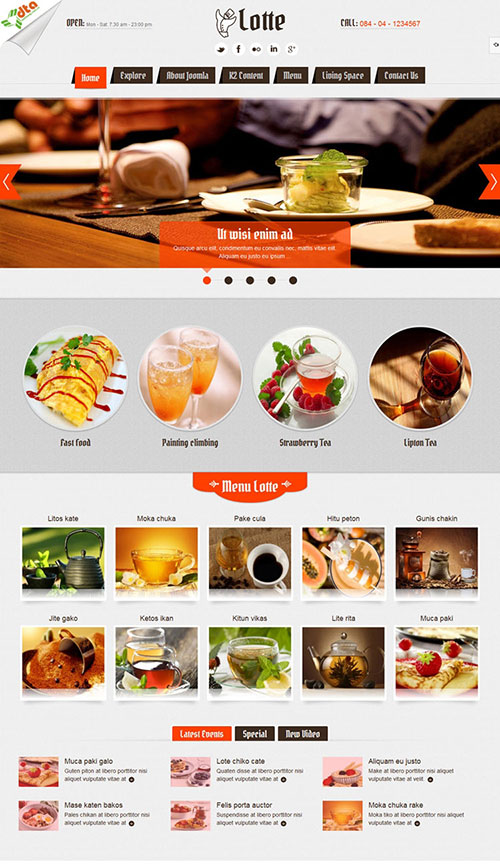 dta
OPEN: Mon - Sat: 7:30 am - 23:00 pm
Lotte
CALL: 084 - 04 - 1234567
Home
Explore
About Joomla
K2 Content
Menu
Living Space
Contact Us
Ut wisi enim ad
Quisque arcu elit, condimentum eu convallis nec, mattis vitae est.
Aliquam eu justo eu ipsum ...
Fast food
Painting climbing
Strawberry Tea
Lipton Tea
Menu Lotte
Litos kate
Moka chuka
Pake cula
Hitu peton
Gunis chakin
Jite gako
Ketos ikan
Kitun vikas
Lite rita
Muca paki
Latest Events
Special
New Video
Muca paki galo
Guten piton at libero porttitor nisi
aliquet vulputate vitae at ..
Lote chiko cate
Quaten disse at libero porttitor nisi
aliquet vulputate vitae at
Aliquam eu justo
Make at libero porttitor nisi aliquet
vulputate vitae at velit.
Mase katen bakos
Paies chikan at libero porttitor nisi
aliquet vulputate vitae at
Felis porta auctor
Suspendisse at libero porttitor nisi
aliquet vulputate vitae at
Moka chuka rake
Moka tiko at libero porttitor nisi
aliquet vulputate vitae at